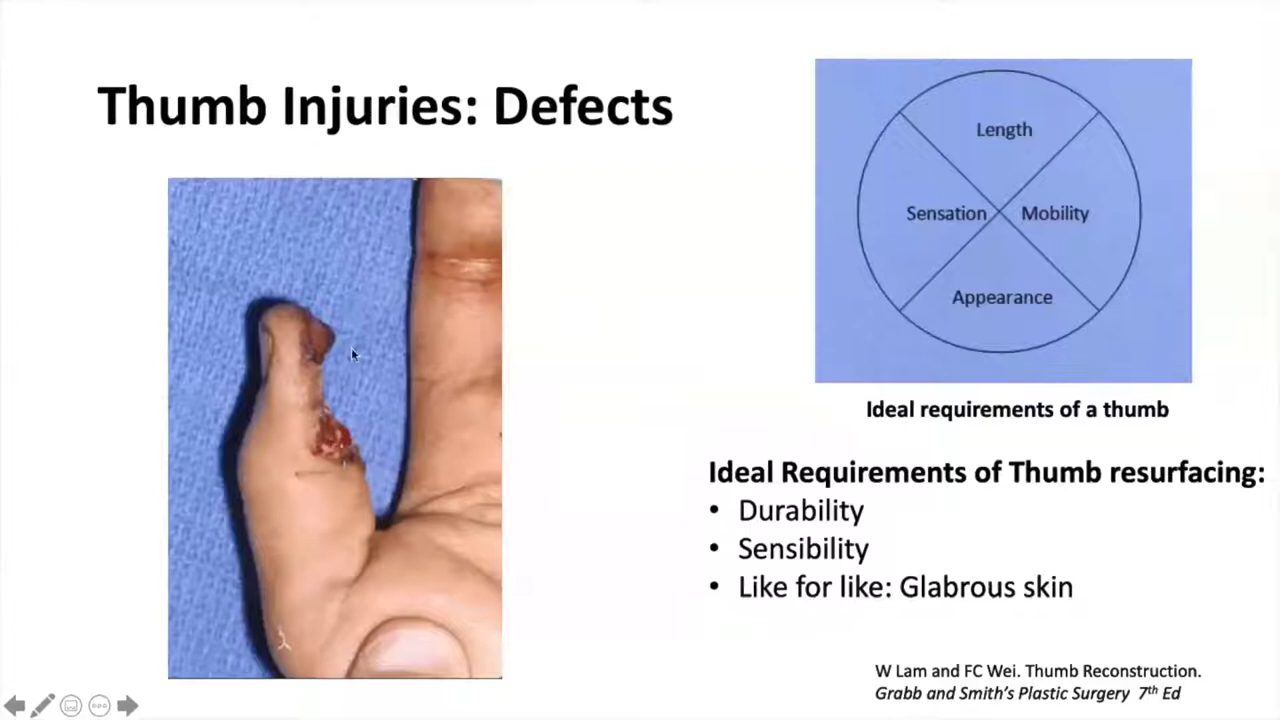 Thumb Injuries: Defects
Length
Sensation
Mobility
Appearance
Ideal requirements of a thumb
Ideal Requirements of Thumb resurfacing:
• Durability
• Sensibility
• Like for like: Glabrous skin
W Lam and FC Wei. Thumb Reconstruction.
Grabb and Smith's Plastic Surgery 7th Ed